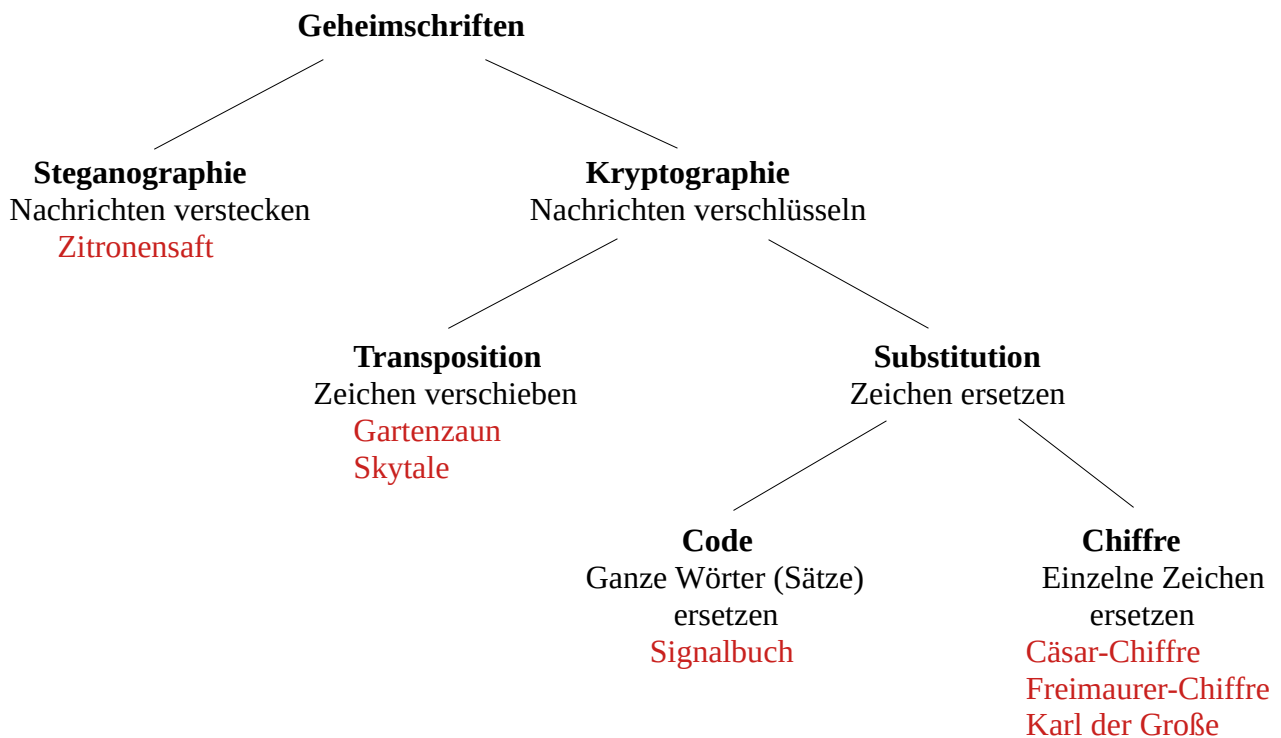 Geheimschriften
Steganographie
Nachrichten verstecken
Zitronensaft
Kryptographie
Nachrichten verschlüsseln
Transposition
Zeichen verschieben
Gartenzaun
Skytale
Substitution
Zeichen ersetzen
Code
Ganze Wörter (Sätze)
ersetzen
Signalbuch
Chiffre
Einzelne Zeichen
ersetzen
Cäsar-Chiffre
Freimaurer-Chiffre
Karl der Große